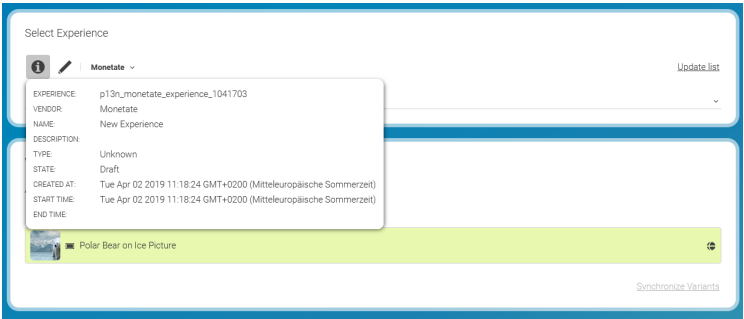 Select Experience
Monetate
Update list
EXPERIENCE: p13n_monetate_experience_1041703
VENDOR: Monetate
NAME: New Experience
DESCRIPTION:
TYPE: Unknown
STATE: Draft
CREATED AT: Tue Apr 02 2019 11:18:24 GMT+0200 (Mitteleuropäische Sommerzeit)
START TIME: Tue Apr 02 2019 11:18:24 GMT+0200 (Mitteleuropäische Sommerzeit)
END TIME:
Polar Bear on Ice Picture
Synchronize Variants